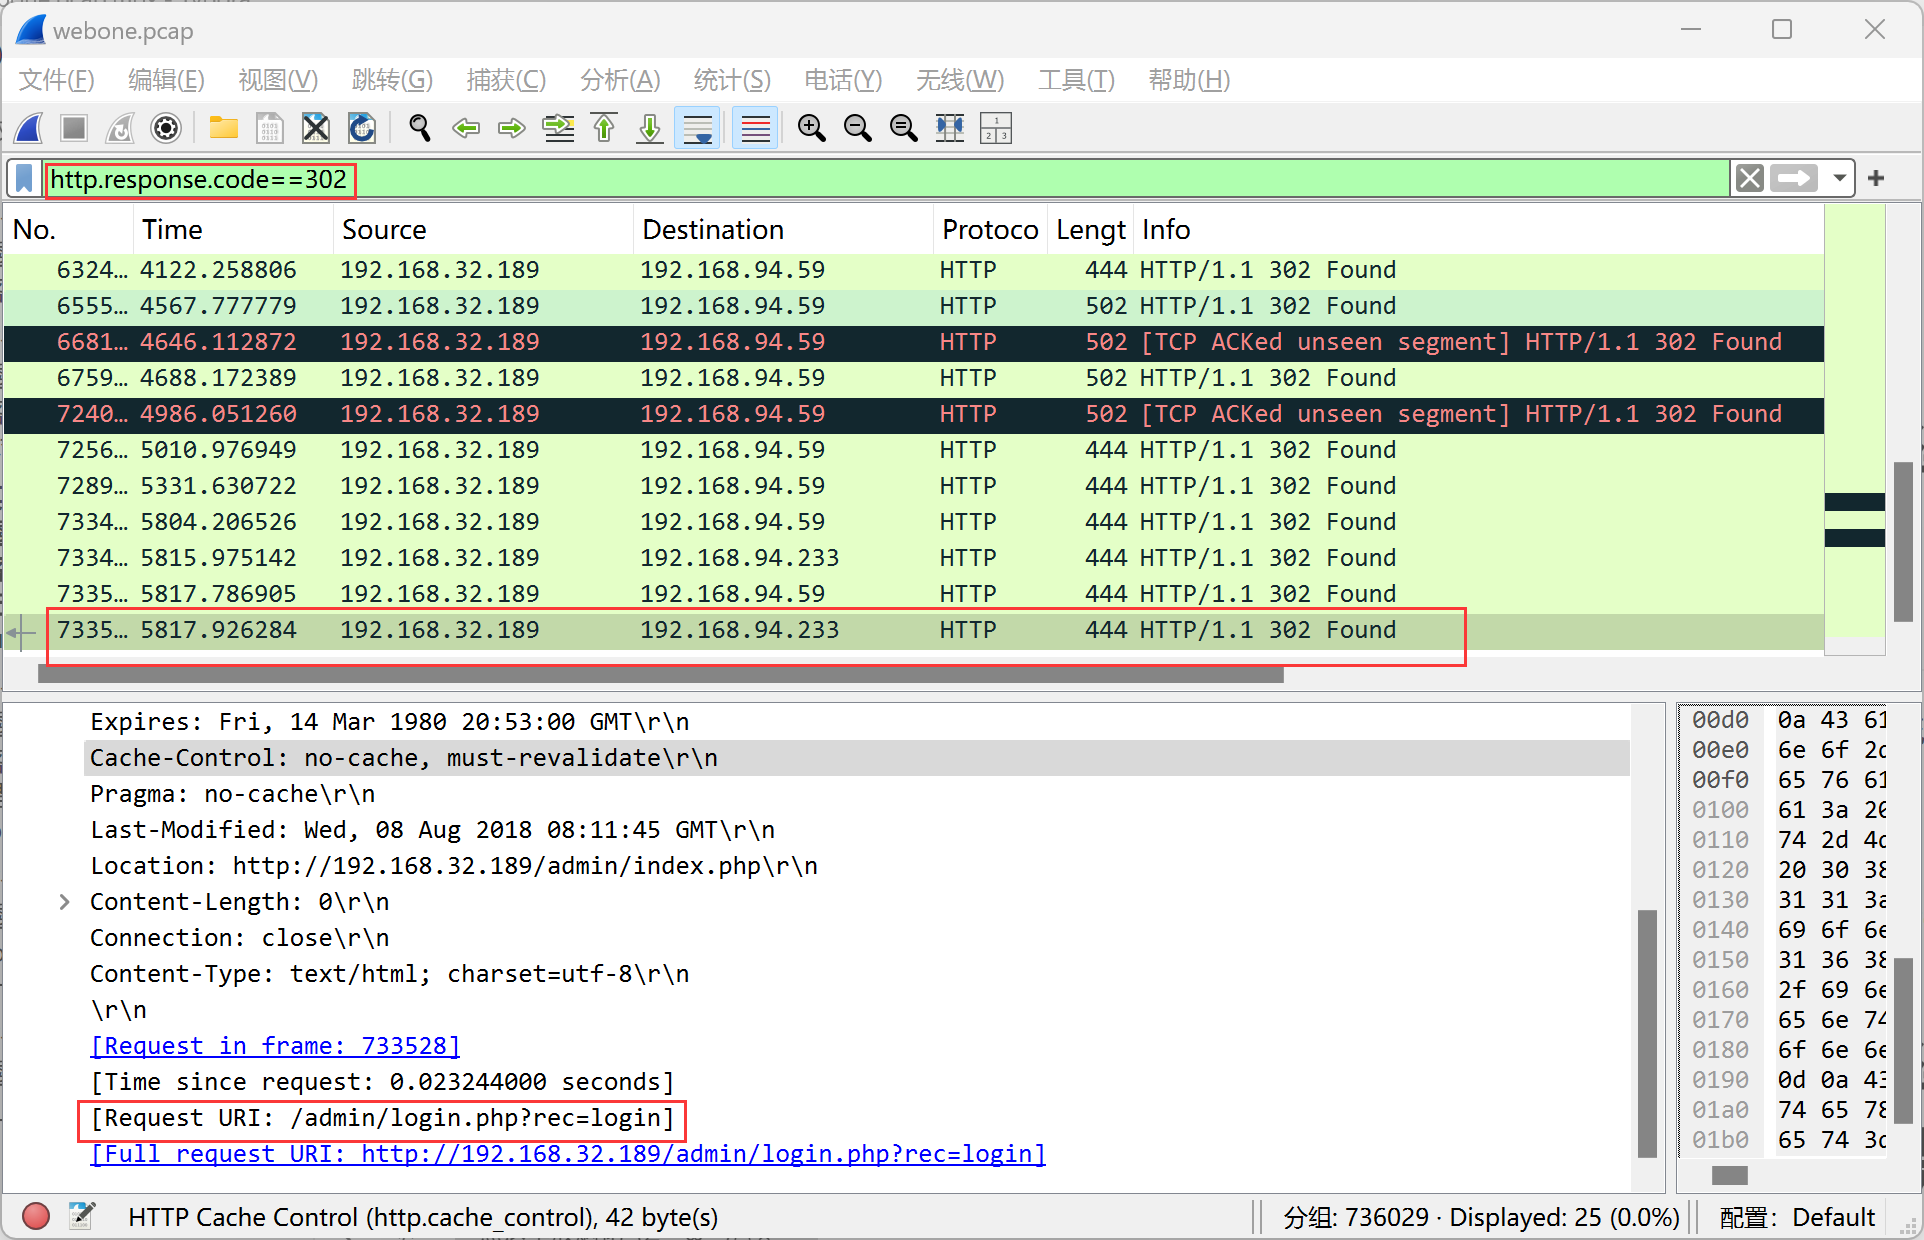 webone.pcap
文件(F) 编辑(E) 视图(V) 跳转(G) 捕获(C) 分析(A) 统计(S) 电话(Y) 无线(W) 工具(T) 帮助(H)
http.response.code==302
No. Time Source Destination Protoco Lengt Info
6324… 4122.258806 192.168.32.189 192.168.94.59 HTTP 444 HTTP/1.1 302 Found
6555… 4567.777779 192.168.32.189 192.168.94.59 HTTP 502 HTTP/1.1 302 Found
6681… 4646.112872 192.168.32.189 192.168.94.59 HTTP 502 [TCP ACKed unseen segment] HTTP/1.1 302 Found
6759… 4688.172389 192.168.32.189 192.168.94.59 HTTP 502 HTTP/1.1 302 Found
7240… 4986.051260 192.168.32.189 192.168.94.59 HTTP 502 [TCP ACKed unseen segment] HTTP/1.1 302 Found
7256… 5010.976949 192.168.32.189 192.168.94.59 HTTP 444 HTTP/1.1 302 Found
7289… 5331.630722 192.168.32.189 192.168.94.59 HTTP 444 HTTP/1.1 302 Found
7334… 5804.206526 192.168.32.189 192.168.94.59 HTTP 444 HTTP/1.1 302 Found
7334… 5815.975142 192.168.32.189 192.168.94.233 HTTP 444 HTTP/1.1 302 Found
7335… 5817.786905 192.168.32.189 192.168.94.59 HTTP 444 HTTP/1.1 302 Found
7335… 5817.926284 192.168.32.189 192.168.94.233 HTTP 444 HTTP/1.1 302 Found
Expires: Fri, 14 Mar 1980 20:53:00 GMT\r\n
Cache-Control: no-cache, must-revalidate\r\n
Pragma: no-cache\r\n
Last-Modified: Wed, 08 Aug 2018 08:11:45 GMT\r\n
Location: http://192.168.32.189/admin/index.php\r\n
Content-Length: 0\r\n
Connection: close\r\n
Content-Type: text/html; charset=utf-8\r\n
\r\n
[Request in frame: 733528]
[Time since request: 0.023244000 seconds]
[Request URI: /admin/login.php?rec=login]
[Full request URI: http://192.168.32.189/admin/login.php?rec=login]
00d0 0a 43 61
00e0 6e 6f
00f0 65 76 61
0100 61 3a 20
0110 74 2d
0120 20 30 38
0130 31 31
0140 69 6f
0150 31 36 38
0160 2f 69
0170 65 6e 74
0180 6f 6e
0190 0d 0a 43
01a0 74 65 78
01b0 65 74
HTTP Cache Control (http.cache_control), 42 byte(s)
分组: 736029 · Displayed: 25 (0.0%)
配置: Default